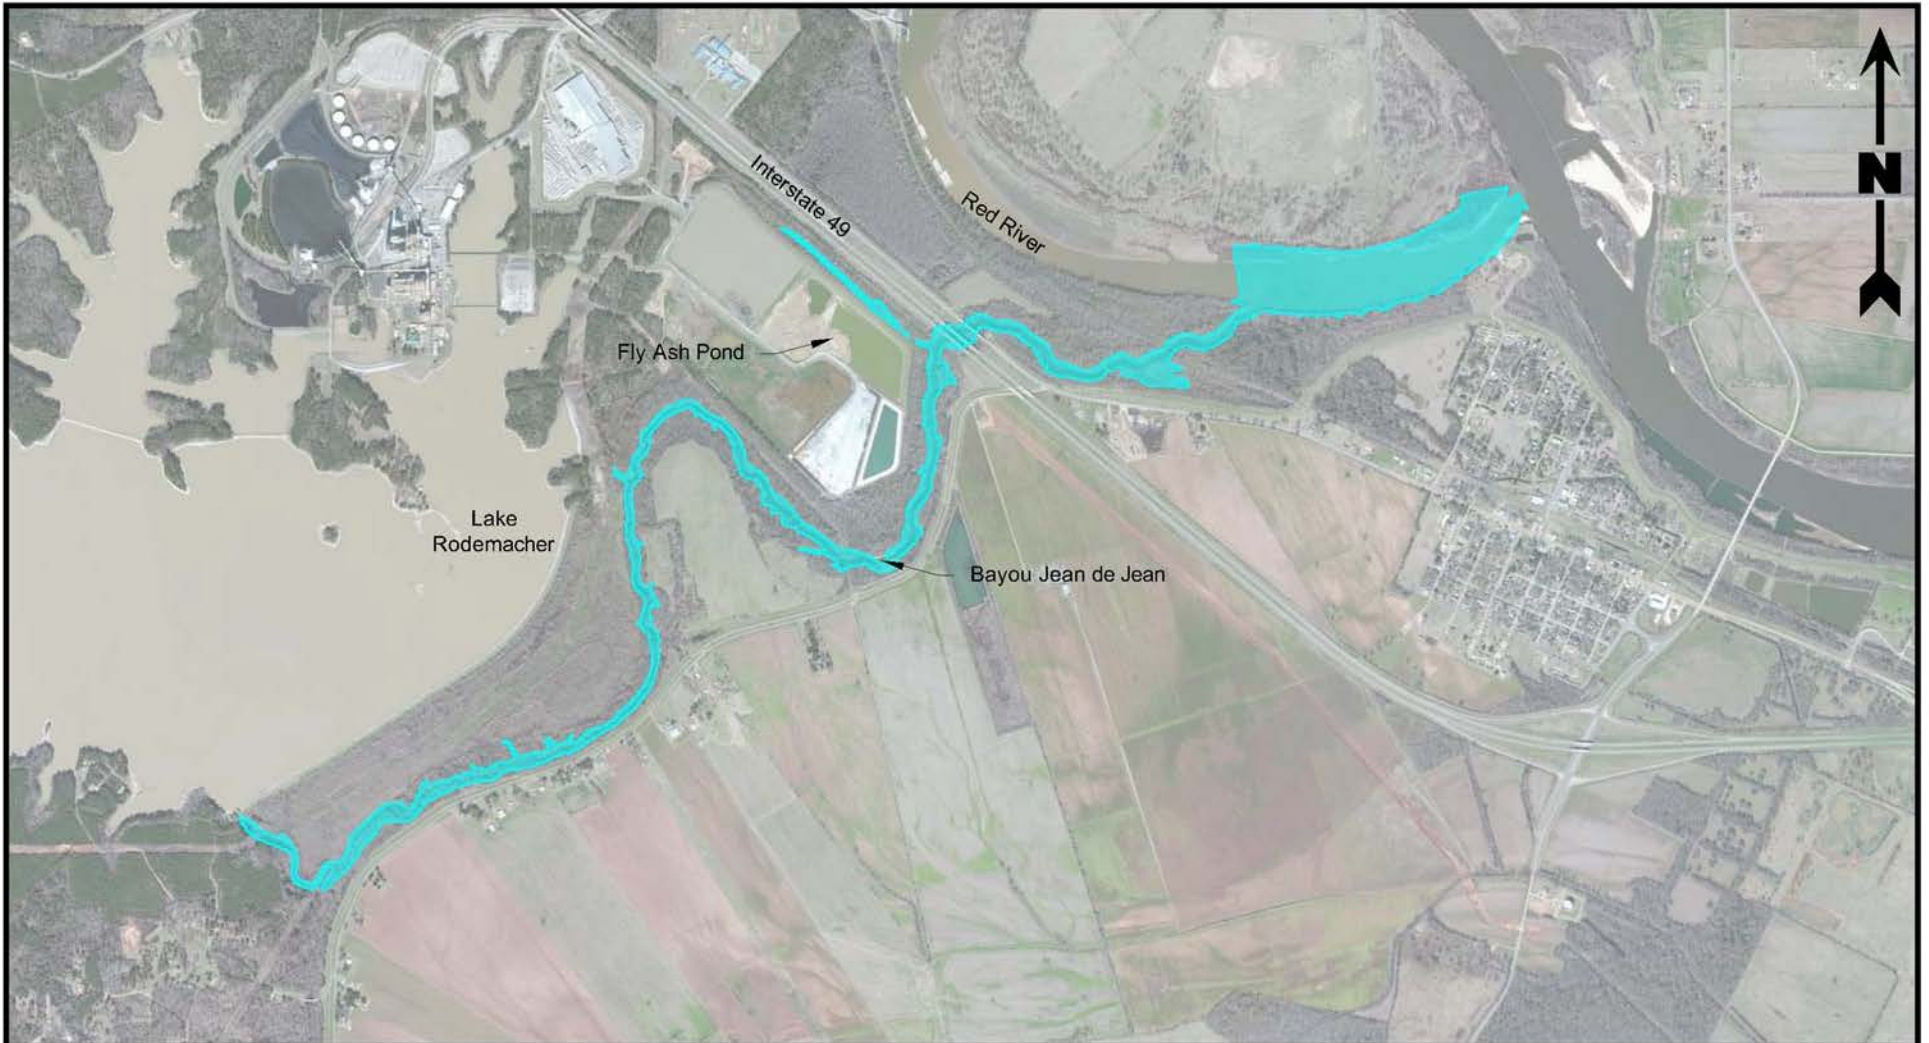 N
Interstate 49
Red River
Fly Ash Pond
Lake
Rodemacher
Bayou Jean de Jean